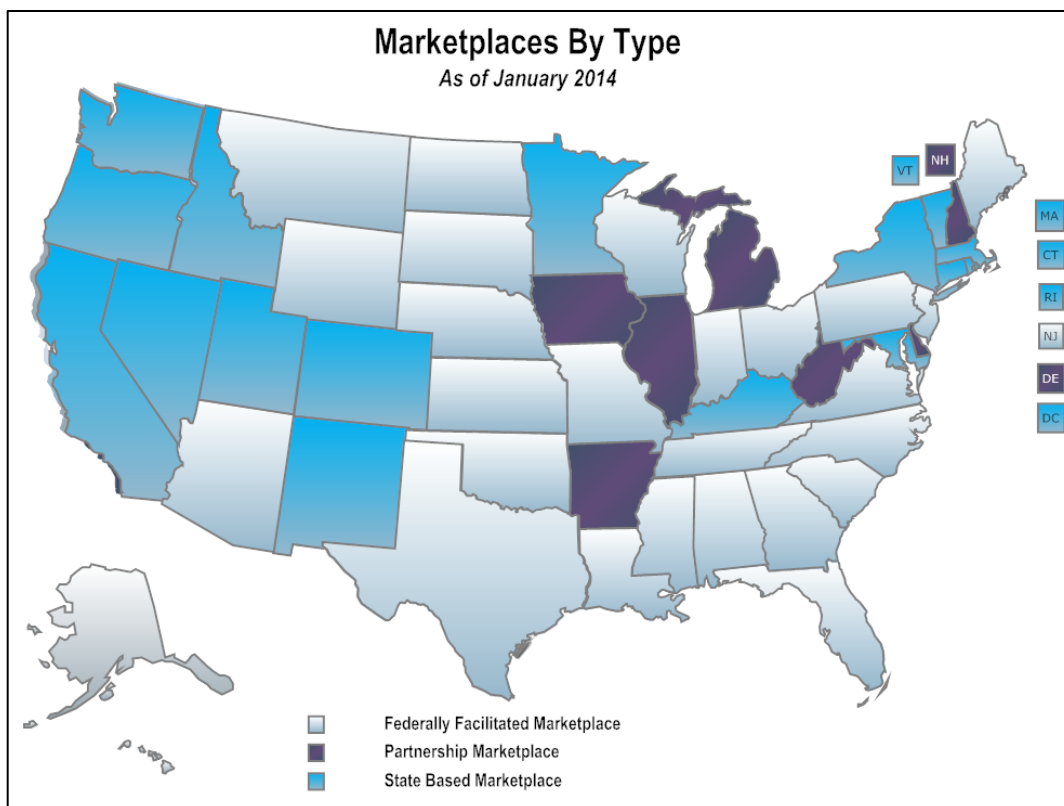 Marketplaces By Type
As of January 2014
VT
NH
MA
CT
RI
NJ
DE
DC
Federally Facilitated Marketplace
Partnership Marketplace
State Based Marketplace